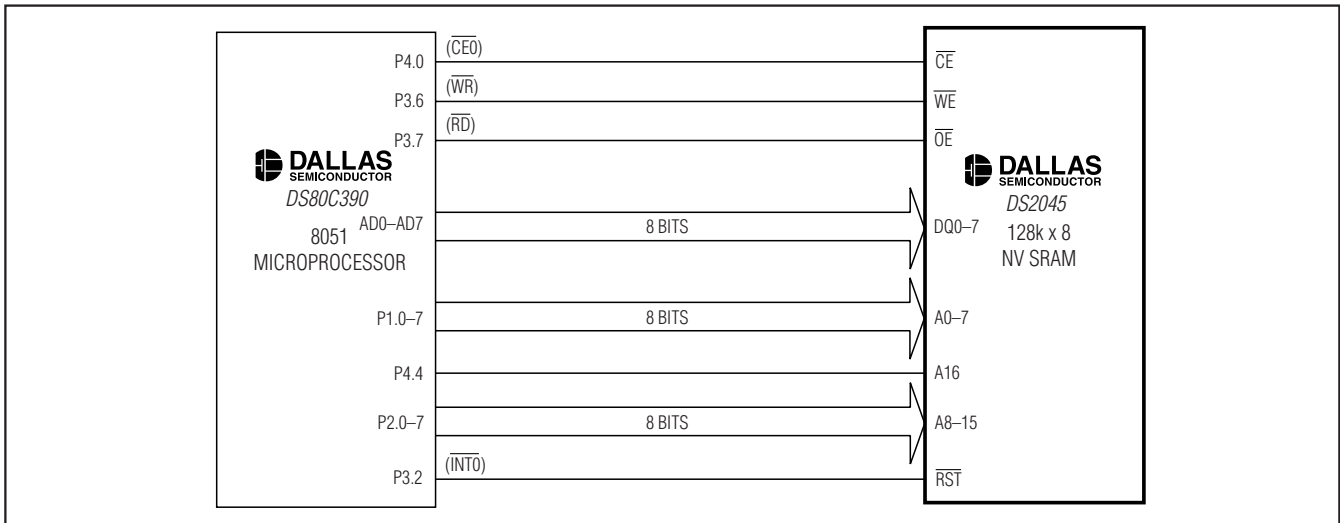 P4.0
(CE0)
CE
P3.6
(WR)
WE
P3.7
(RD)
OE
DALLAS
SEMICONDUCTOR
DS80C390
8051
MICROPROCESSOR
DALLAS
SEMICONDUCTOR
DS2045
128k x 8
NV SRAM
AD0–AD7
8 BITS
DQ0–7
P1.0–7
8 BITS
A0–7
P4.4
A16
P2.0–7
8 BITS
A8–15
P3.2
(INT0)
RST